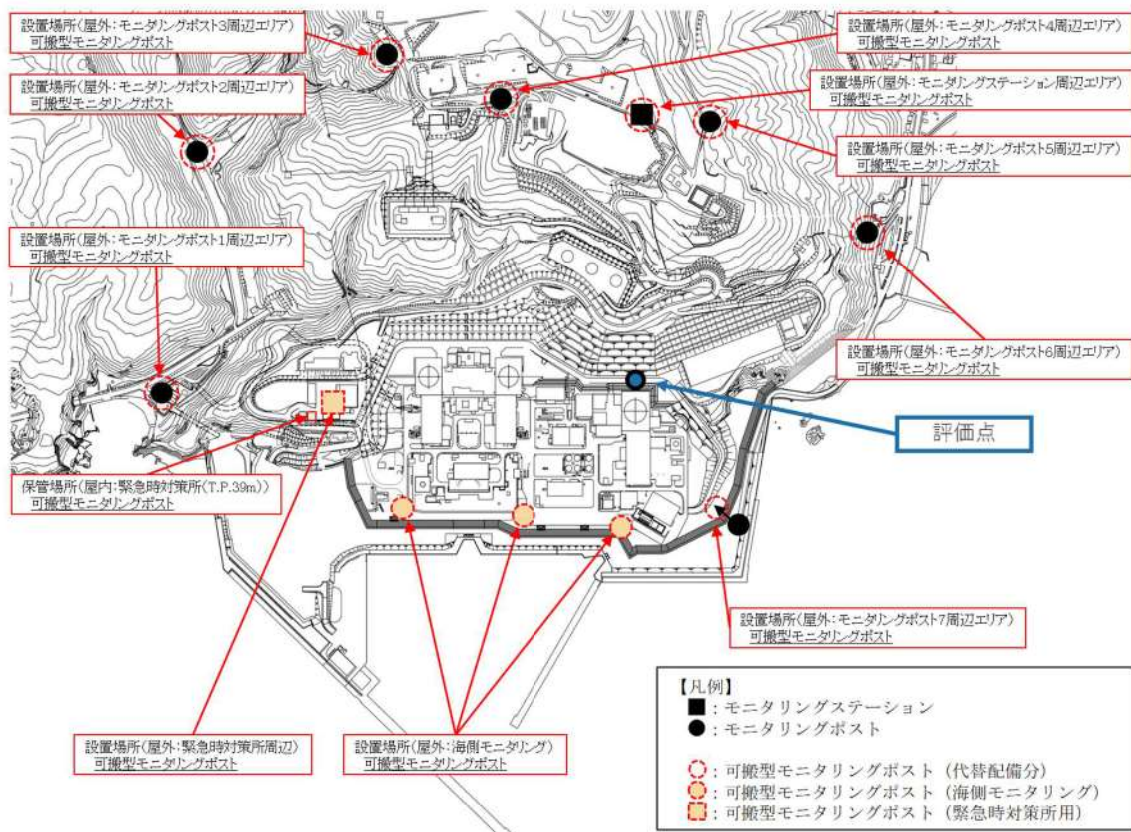 設置場所(屋外：モニタリングポスト3周辺エリア)
可搬型モニタリングポスト
設置場所(屋外：モニタリングポスト4周辺エリア)
可搬型モニタリングポスト
設置場所(屋外：モニタリングポスト2周辺エリア)
可搬型モニタリングポスト
設置場所(屋外：モニタリングステーション周辺エリア)
可搬型モニタリングポスト
設置場所(屋外：モニタリングポスト5周辺エリア)
可搬型モニタリングポスト
設置場所(屋外：モニタリングポスト1周辺エリア)
可搬型モニタリングポスト
設置場所(屋外：モニタリングポスト6周辺エリア)
可搬型モニタリングポスト
評価点
保管場所(屋内：緊急時対策所(T.P.39m))
可搬型モニタリングポスト
設置場所(屋外：モニタリングポスト7周辺エリア)
可搬型モニタリングポスト
設置場所(屋外：緊急時対策所周辺)
可搬型モニタリングポスト
設置場所(屋外：海側モニタリング)
可搬型モニタリングポスト
【凡例】
：モニタリングステーション
：モニタリングポスト
：可搬型モニタリングポスト（代替配備分）
：可搬型モニタリングポスト（海側モニタリング）
：可搬型モニタリングポスト（緊急時対策所用）